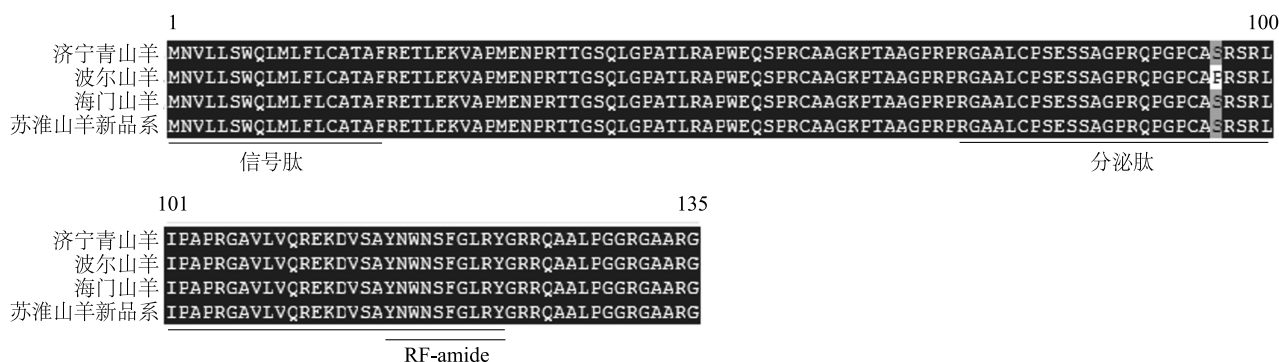 1 100
济宁青山羊 MNVLLSWQLMLFLCATAFRETLEKVAPMENPRTTGSQLGPATLRAPWEQSPRCAAGKPTAAGPRPRGAALCPSESSAGPRQPGPCASRSRL
波尔山羊 MNVLLSWQLMLFLCATAFRETLEKVAPMENPRTTGSQLGPATLRAPWEQSPRCAAGKPTAAGPRPRGAALCPSESSAGPRQPGPCAPRSRL
海门山羊 MNVLLSWQLMLFLCATAFRETLEKVAPMENPRTTGSQLGPATLRAPWEQSPRCAAGKPTAAGPRPRGAALCPSESSAGPRQPGPCASRSRL
苏淮山羊新品系 MNVLLSWQLMLFLCATAFRETLEKVAPMENPRTTGSQLGPATLRAPWEQSPRCAAGKPTAAGPRPRGAALCPSESSAGPRQPGPCASRSRL
信号肽 分泌肽
101 135
济宁青山羊 IPAPRGAVLVQREKDVSAYNWNSFGLRYGRRQAALPGGRGAARG
波尔山羊 IPAPRGAVLVQREKDVSAYNWNSFGLRYGRRQAALPGGRGAARG
海门山羊 IPAPRGAVLVQREKDVSAYNWNSFGLRYGRRQAALPGGRGAARG
苏淮山羊新品系 IPAPRGAVLVQREKDVSAYNWNSFGLRYGRRQAALPGGRGAARG
RF-amide